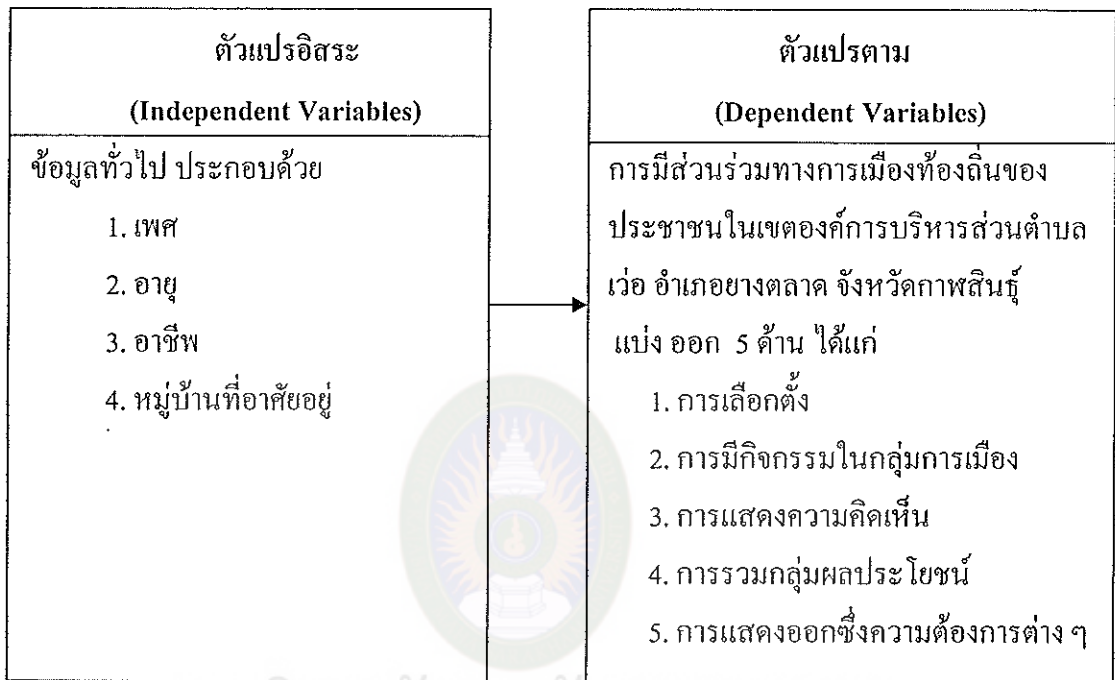 ตัวแปรอิสระ
(Independent Variables)
ข้อมูลทั่วไป ประกอบด้วย
1. เพศ
2. อายุ
3. อาชีพ
4. หมู่บ้านที่อาศัยอยู่
ตัวแปรตาม
(Dependent Variables)
การมีส่วนร่วมทางการเมืองท้องถิ่นของ
ประชาชนในเขตองค์การบริหารส่วนตำบล
เว่อ อำเภอยางตลาด จังหวัดกาฬสินธุ์
แบ่ง ออก 5 ด้าน ได้แก่
1. การเลือกตั้ง
2. การมีกิจกรรมในกลุ่มการเมือง
3. การแสดงความคิดเห็น
4. การรวมกลุ่มผลประโยชน์
5. การแสดงออกซึ่งความต้องการต่าง ๆ